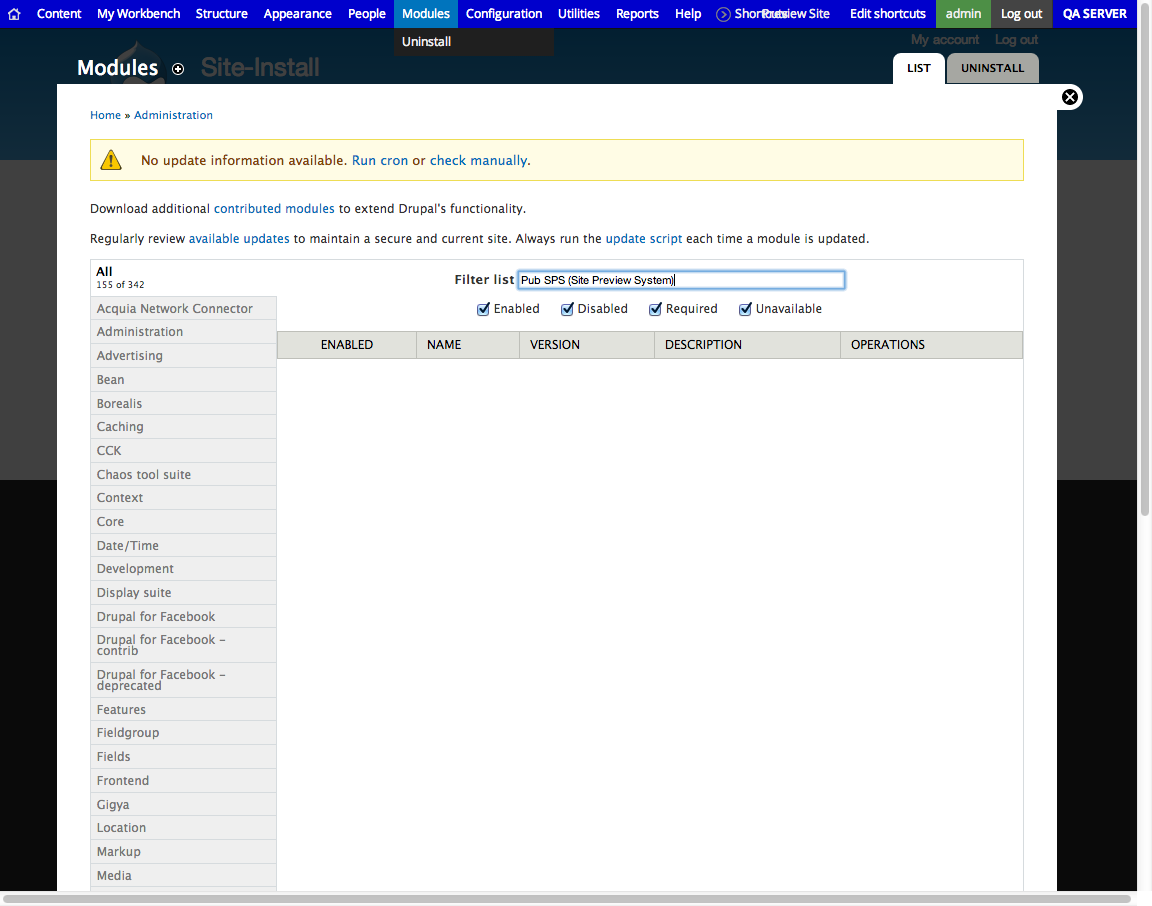 Content My Workbench Structure Appearance People Modules Configuration Utilities Reports Help Shortcuts Preview Site Edit shortcuts admin Log out QA SERVER
Uninstall
My account Log out
Modules Site-Install
LIST UNINSTALL
Home » Administration
No update information available. Run cron or check manually.
Download additional contributed modules to extend Drupal's functionality.
Regularly review available updates to maintain a secure and current site. Always run the update script each time a module is updated.
All
155 of 342
Filter list Pub SPS (Site Preview System)
Enabled Disabled Required Unavailable
ENABLED NAME VERSION DESCRIPTION OPERATIONS
Acquia Network Connector
Administration
Advertising
Bean
Borealis
Caching
CCK
Chaos tool suite
Context
Core
Date/Time
Development
Display suite
Drupal for Facebook
Drupal for Facebook -
contrib
Drupal for Facebook -
deprecated
Features
Fieldgroup
Fields
Frontend
Gigya
Location
Markup
Media